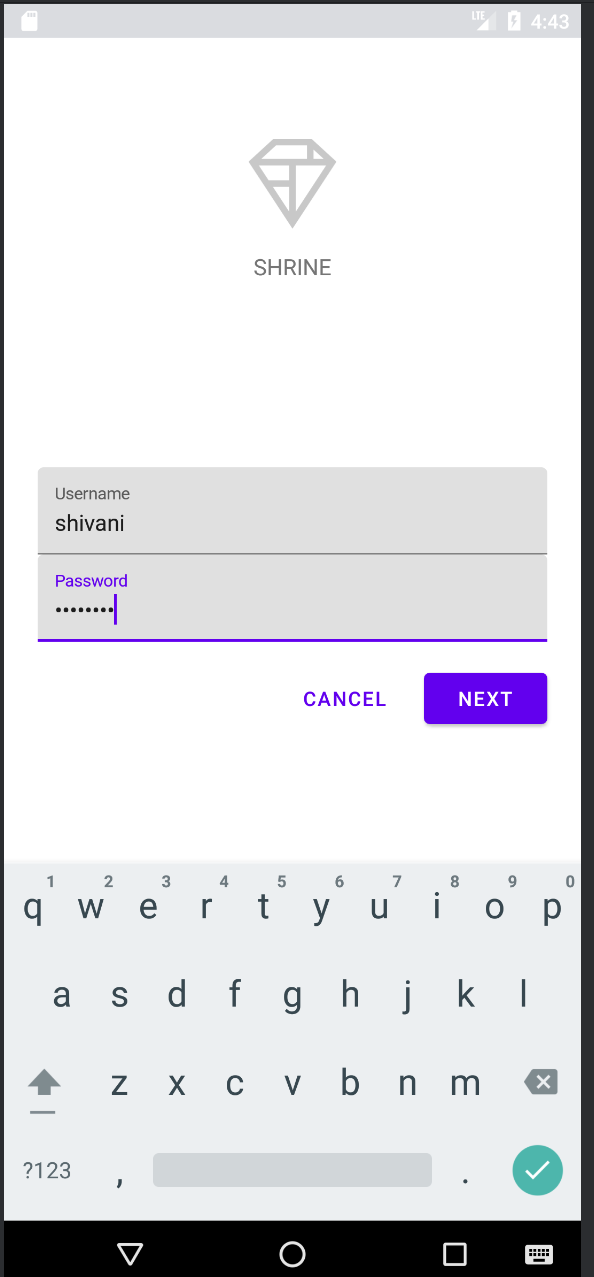 LTE 4:43
SHRINE
Username
shivani
Password
••••••••
CANCEL NEXT
1 2 3 4 5 6 7 8 9 0
q w e r t y u i o p
a s d f g h j k l
z x c v b n m
?123 , .